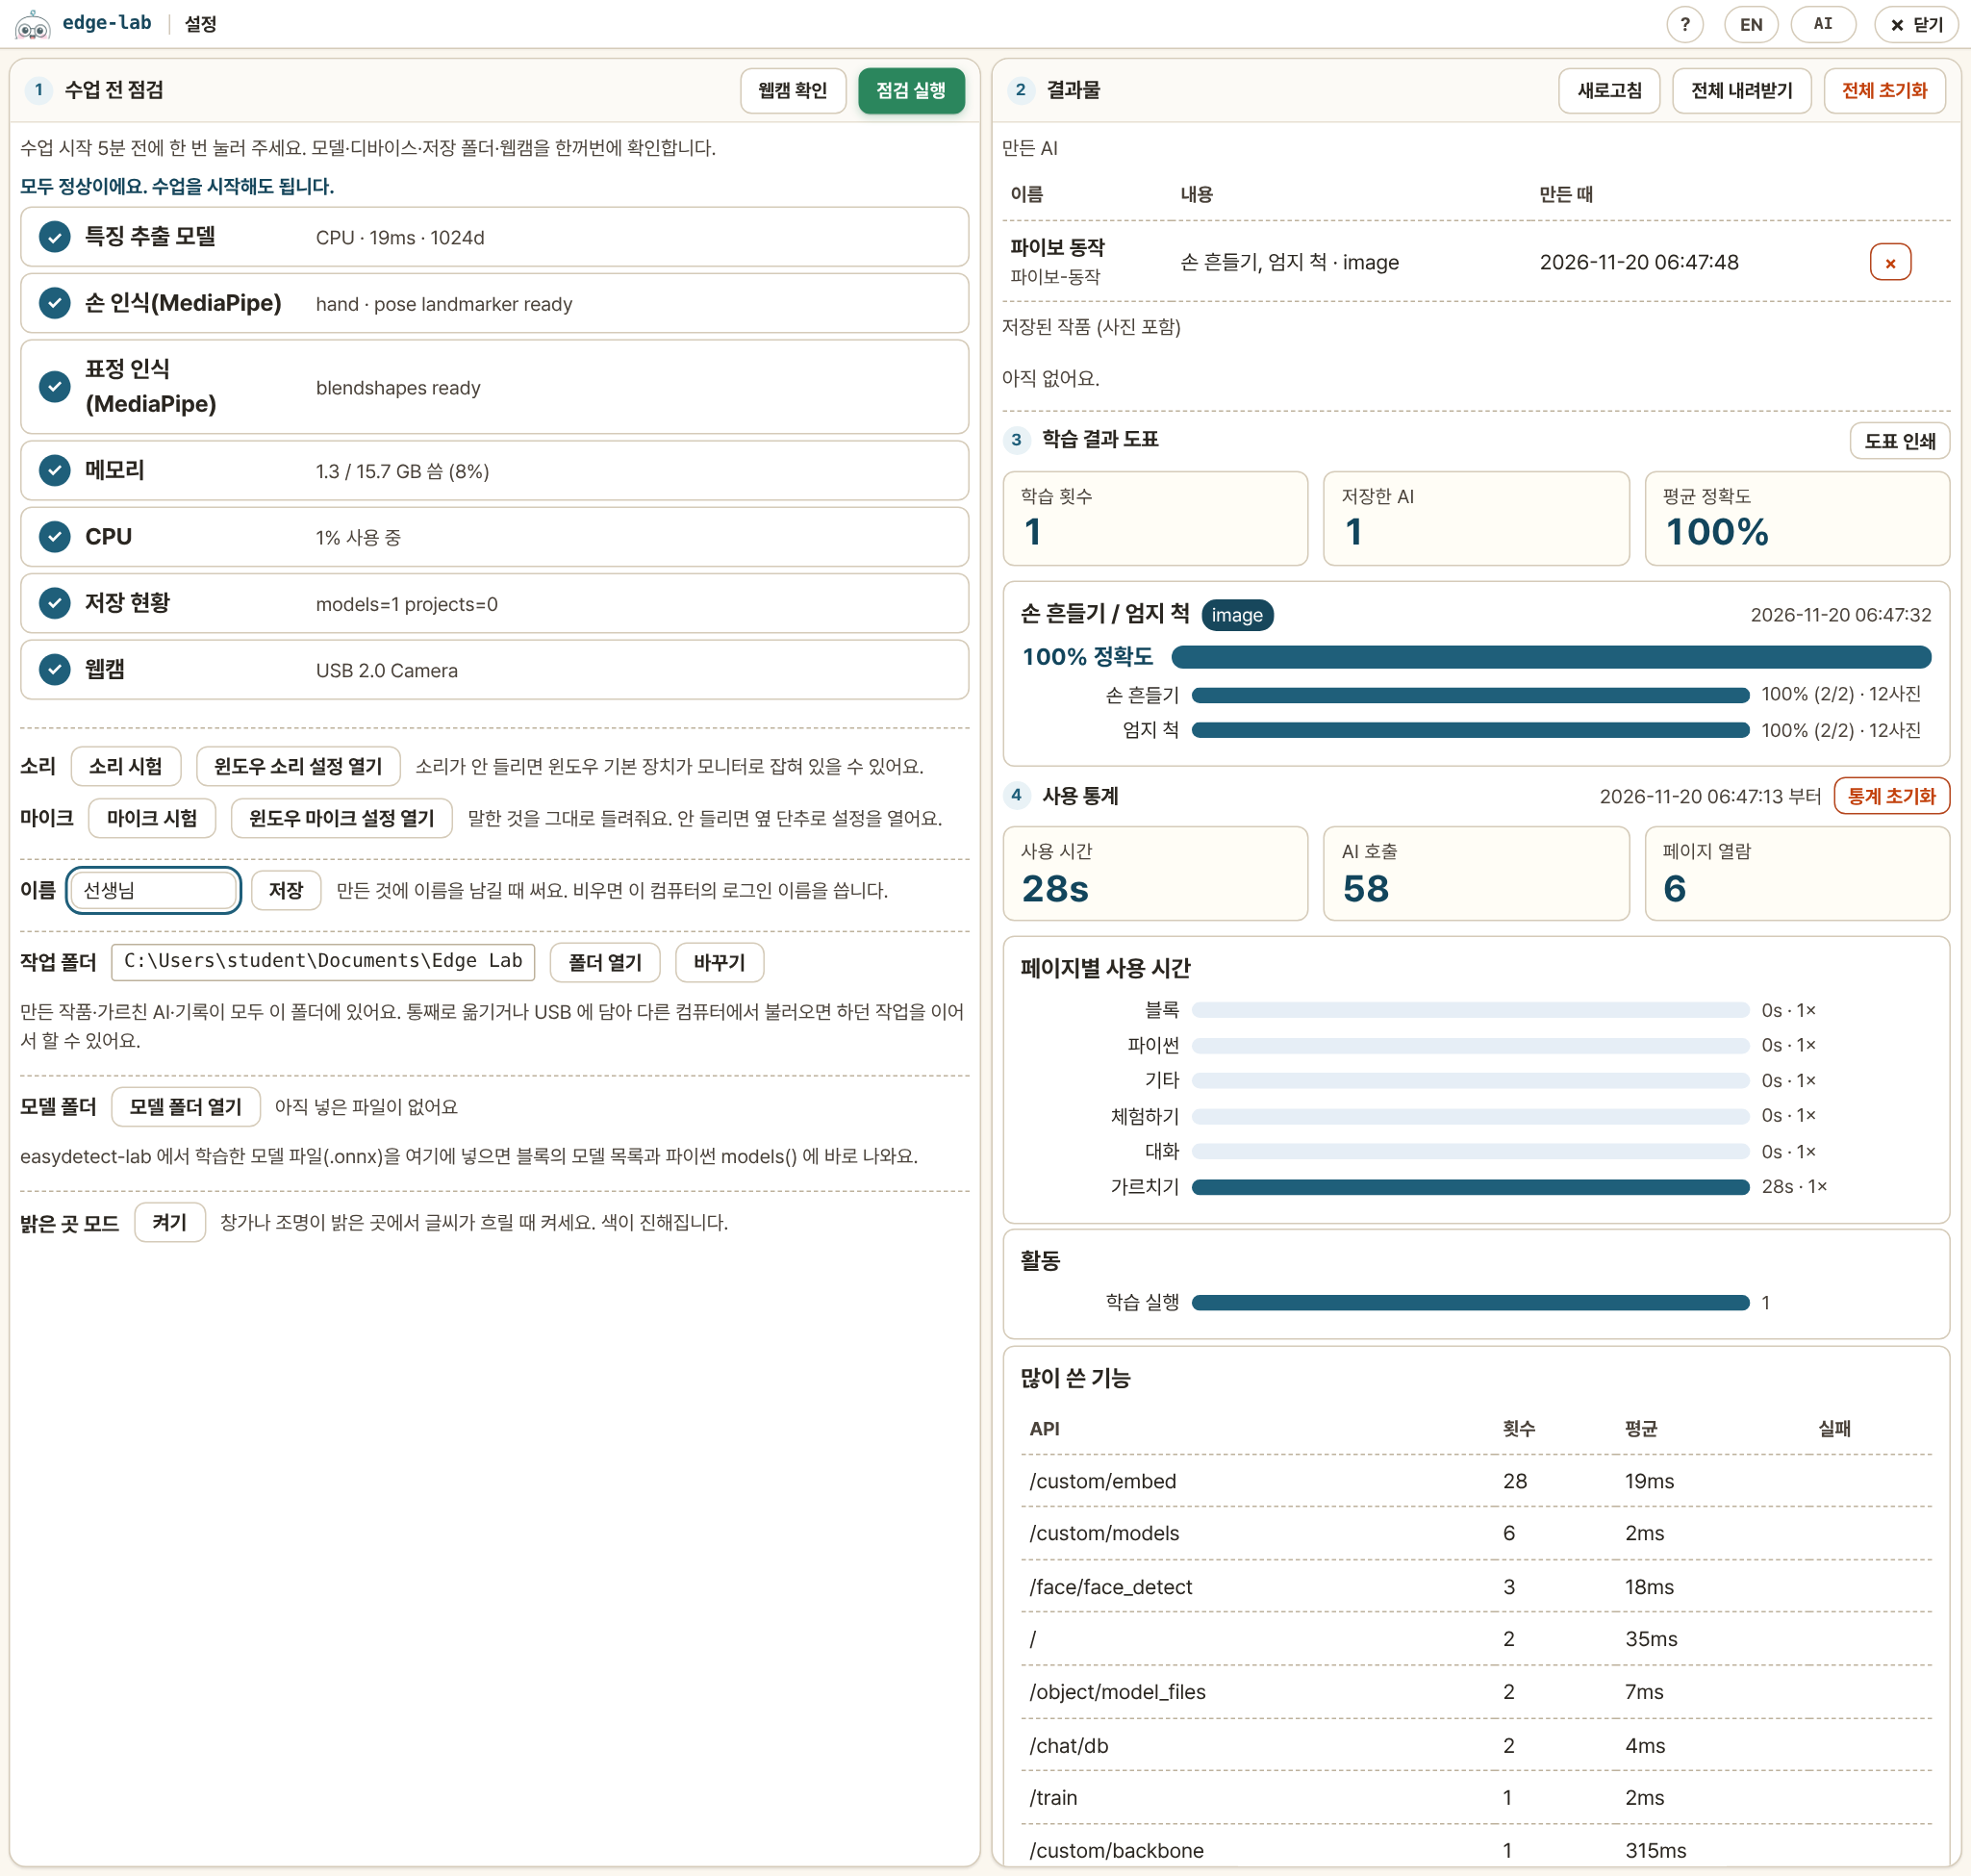 edge-lab
설정
?
EN
AI
× 닫기
1 수업 전 점검
웹캠 확인
점검 실행
수업 시작 5분 전에 한 번 눌러 주세요. 모델·디바이스·저장 폴더·웹캠을 한꺼번에 확인합니다.
모두 정상이에요. 수업을 시작해도 됩니다.
특징 추출 모델
CPU · 19ms · 1024d
손 인식(MediaPipe)
hand · pose landmarker ready
표정 인식
(MediaPipe)
blendshapes ready
메모리
1.3 / 15.7 GB 씀 (8%)
CPU
1% 사용 중
저장 현황
models=1 projects=0
웹캠
USB 2.0 Camera
소리
소리 시험
윈도우 소리 설정 열기
소리가 안 들리면 윈도우 기본 장치가 모니터로 잡혀 있을 수 있어요.
마이크
마이크 시험
윈도우 마이크 설정 열기
말한 것을 그대로 들려줘요. 안 들리면 옆 단추로 설정을 열어요.
이름
선생님
저장
만든 것에 이름을 남길 때 써요. 비우면 이 컴퓨터의 로그인 이름을 씁니다.
작업 폴더
C:\Users\student\Documents\Edge Lab
폴더 열기
바꾸기
만든 작품·가르친 AI·기록이 모두 이 폴더에 있어요. 통째로 옮기거나 USB 에 담아 다른 컴퓨터에서 불러오면 하던 작업을 이어
서 할 수 있어요.
모델 폴더
모델 폴더 열기
아직 넣은 파일이 없어요
easydetect-lab 에서 학습한 모델 파일(.onnx)을 여기에 넣으면 블록의 모델 목록과 파이썬 models() 에 바로 나와요.
밝은 곳 모드
켜기
창가나 조명이 밝은 곳에서 글씨가 흐릴 때 켜세요. 색이 진해집니다.
2 결과물
새로고침
전체 내려받기
전체 초기화
만든 AI
이름
내용
만든 때
파이보 동작
파이보-동작
손 흔들기, 엄지 척 · image
2026-11-20 06:47:48
×
저장된 작품 (사진 포함)
아직 없어요.
3 학습 결과 도표
도표 인쇄
학습 횟수
1
저장한 AI
1
평균 정확도
100%
손 흔들기 / 엄지 척
image
2026-11-20 06:47:32
100% 정확도
손 흔들기
100% (2/2) · 12사진
엄지 척
100% (2/2) · 12사진
4 사용 통계
2026-11-20 06:47:13 부터
통계 초기화
사용 시간
28s
AI 호출
58
페이지 열람
6
페이지별 사용 시간
블록
0s · 1×
파이썬
0s · 1×
기타
0s · 1×
체험하기
0s · 1×
대화
0s · 1×
가르치기
28s · 1×
활동
학습 실행
1
많이 쓴 기능
API 횟수 평균 실패
/custom/embed 28 19ms
/custom/models 6 2ms
/face/face_detect 3 18ms
/ 2 35ms
/object/model_files 2 7ms
/chat/db 2 4ms
/train 1 2ms
/custom/backbone 1 315ms